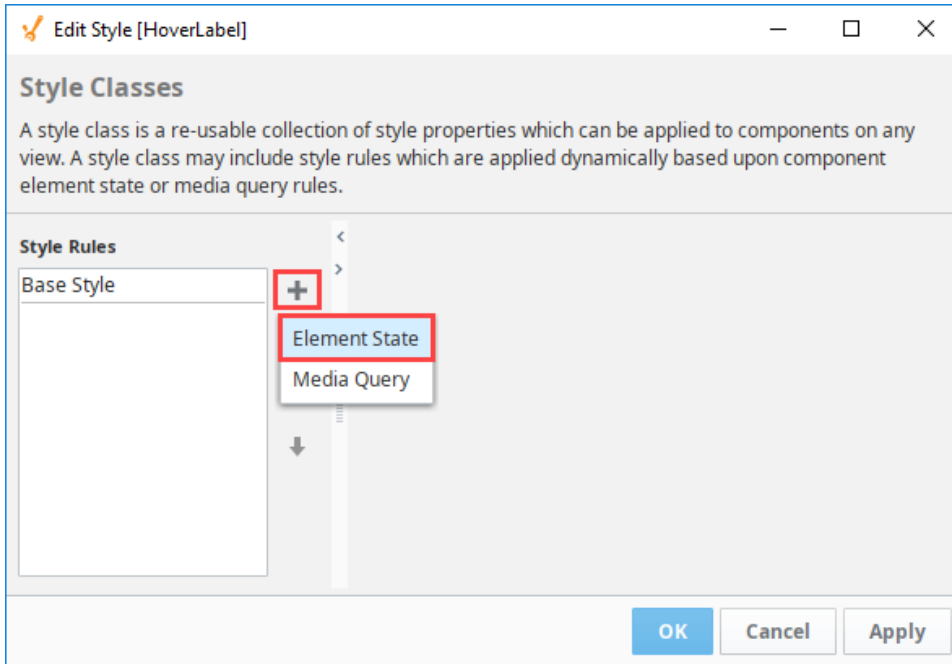 Edit Style [HoverLabel]
Style Classes
A style class is a re-usable collection of style properties which can be applied to components on any
view. A style class may include style rules which are applied dynamically based upon component
element state or media query rules.
Style Rules
Base Style
Element State
Media Query
OK
Cancel
Apply